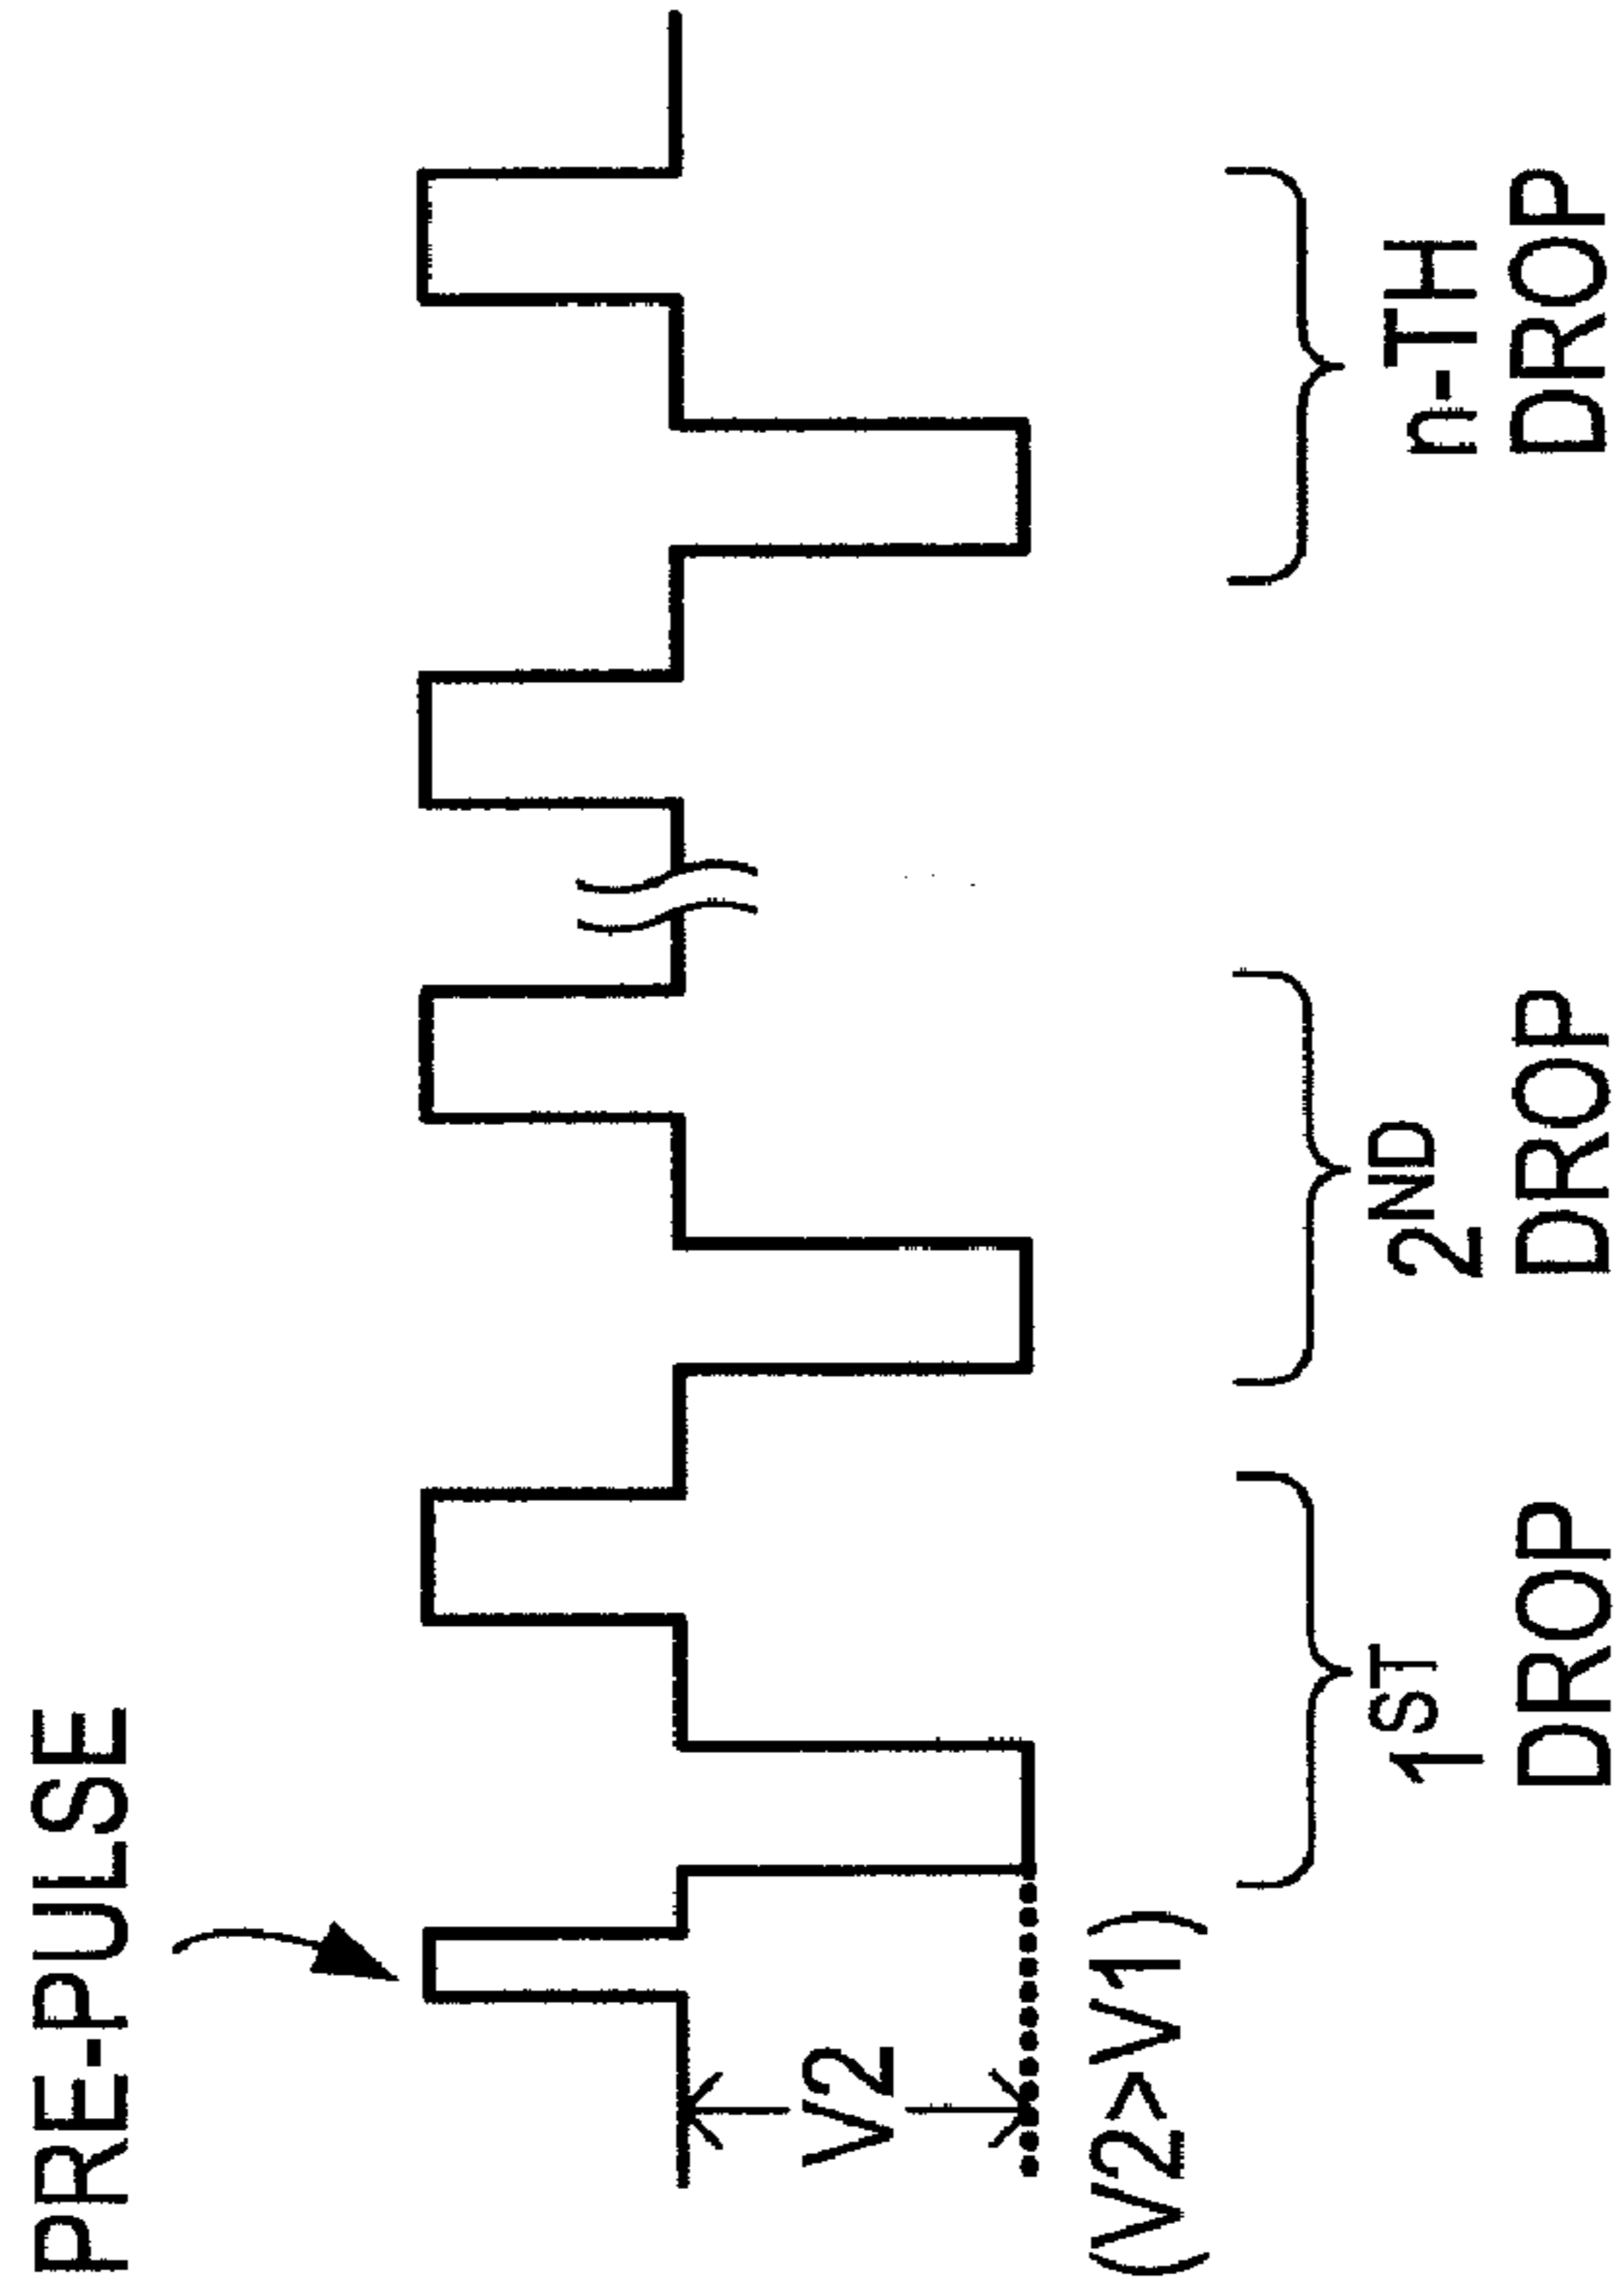 PRE-PULSE
V2
(V2>V1)
1ST
DROP
2ND
DROP
n-TH
DROP